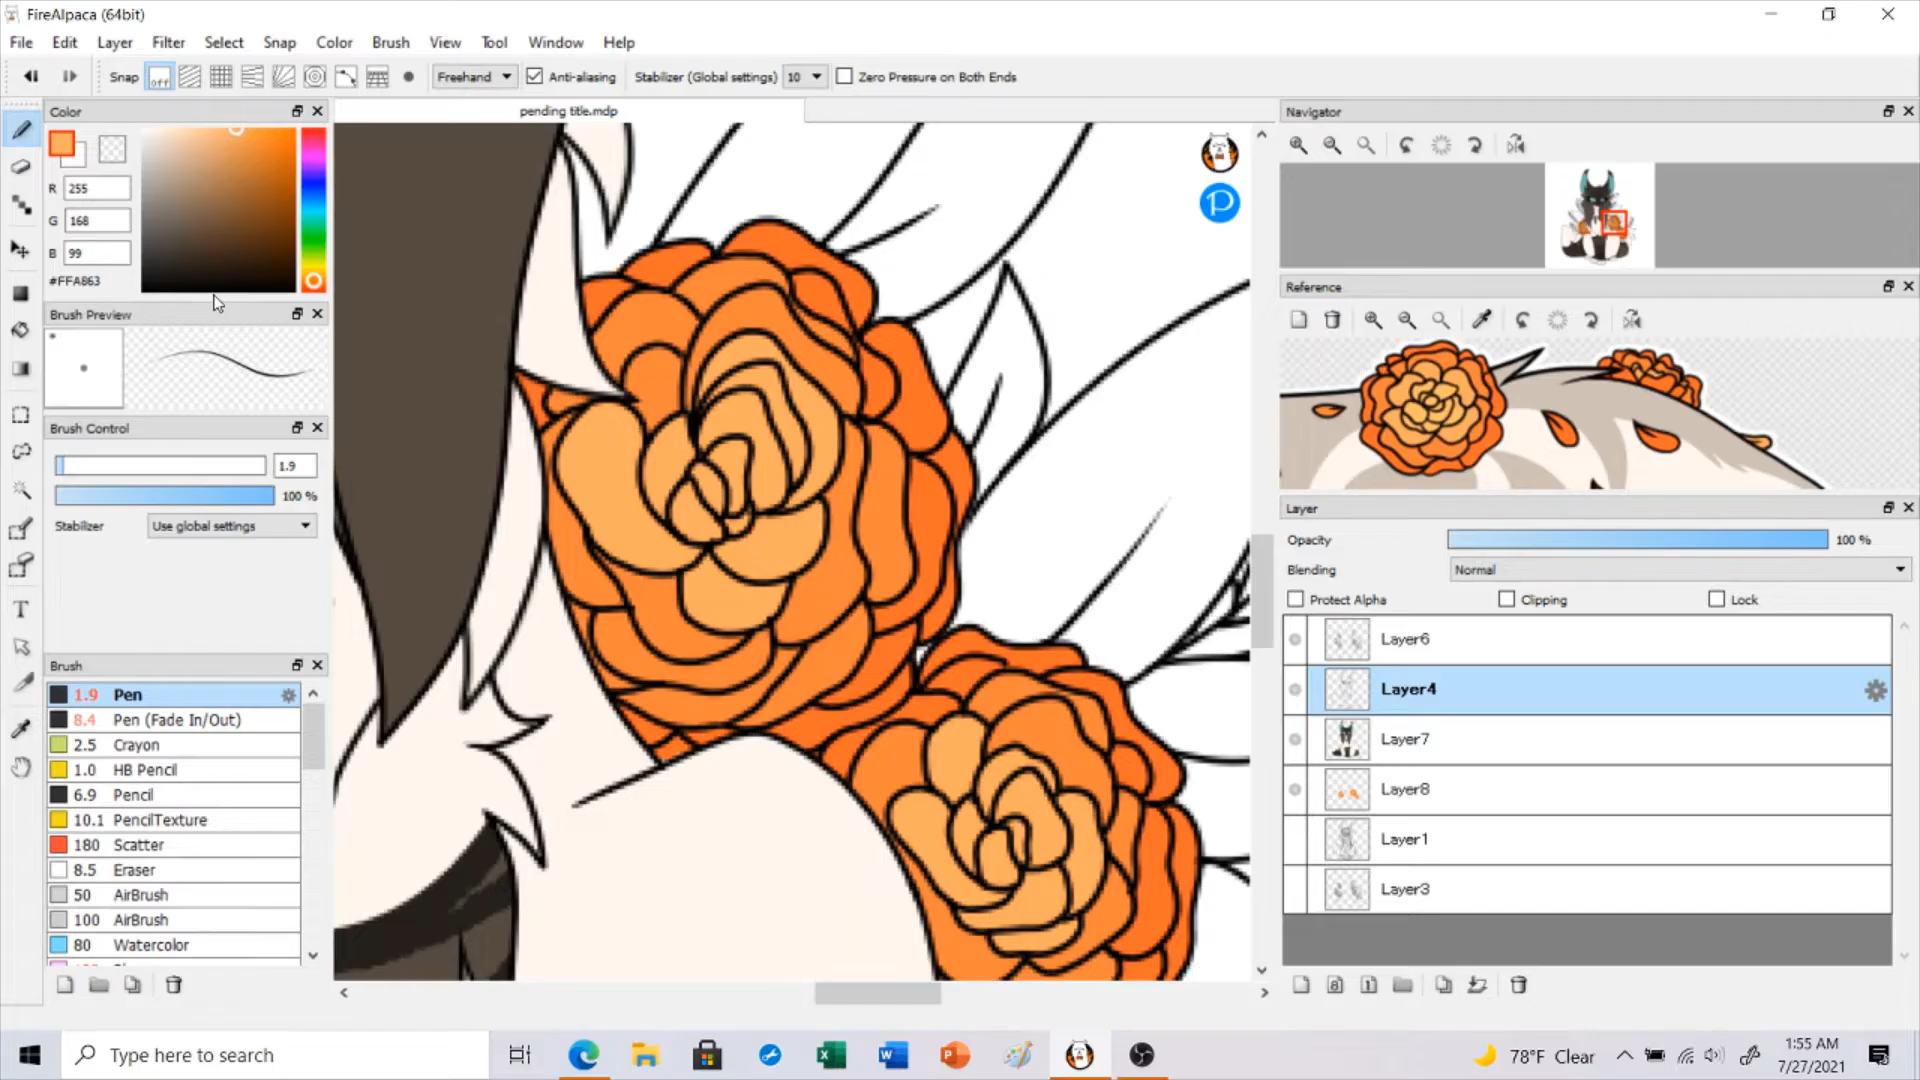 FireAlpaca (64bit)
File Edit Layer Filter Select Snap Color Brush View Tool Window Help
Snap off Freehand Anti-aliasing Stabilizer (Global settings) 10 Zero Pressure on Both Ends
Color
R 255
G 168
B 99
#FFA863
Brush Preview
Brush Control
1.9
100 %
Stabilizer Use global settings
Brush
1.9 Pen
8.4 Pen (Fade In/Out)
2.5 Crayon
1.0 HB Pencil
6.9 Pencil
10.1 PencilTexture
180 Scatter
8.5 Eraser
50 AirBrush
100 AirBrush
80 Watercolor
pending title.mdp
P
Navigator
Reference
Layer
Opacity 100 %
Blending Normal
Protect Alpha Clipping Lock
Layer6
Layer4
Layer7
Layer8
Layer1
Layer3
Type here to search
78°F Clear
1:55 AM
7/27/2021